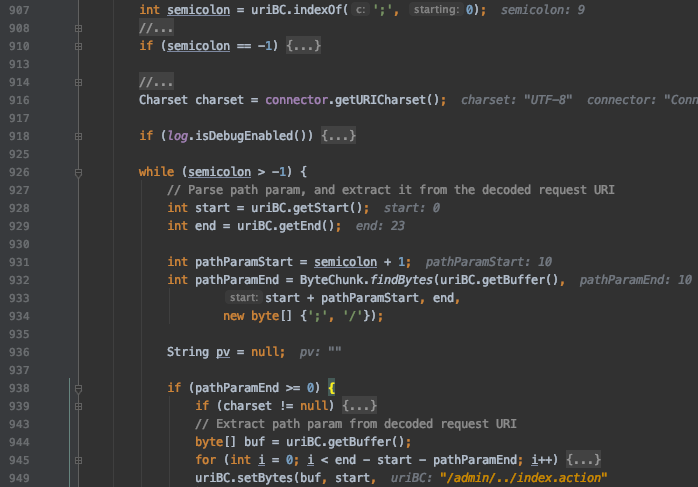 907 int semicolon = uriBC.indexOf( c: ';', starting: 0); semicolon: 9
908 //...
910 if (semicolon == -1) {...}
913
914 //...
916 Charset charset = connector.getURICharset(); charset: "UTF-8" connector: "Conn
917
918 if (log.isDebugEnabled()) {...}
925
926 while (semicolon > -1) {
927 // Parse path param, and extract it from the decoded request URI
928 int start = uriBC.getStart(); start: 0
929 int end = uriBC.getEnd(); end: 23
930
931 int pathParamStart = semicolon + 1; pathParamStart: 10
932 int pathParamEnd = ByteChunk.findBytes(uriBC.getBuffer(), pathParamEnd: 10
933 start: start + pathParamStart, end,
934 new byte[] {';', '/'});
935
936 String pv = null; pv: ""
937
938 if (pathParamEnd >= 0) {
939 if (charset != null) {...}
943 // Extract path param from decoded request URI
944 byte[] buf = uriBC.getBuffer();
945 for (int i = 0; i < end - start - pathParamEnd; i++) {...}
949 uriBC.setBytes(buf, start, uriBC: "/admin/../index.action"